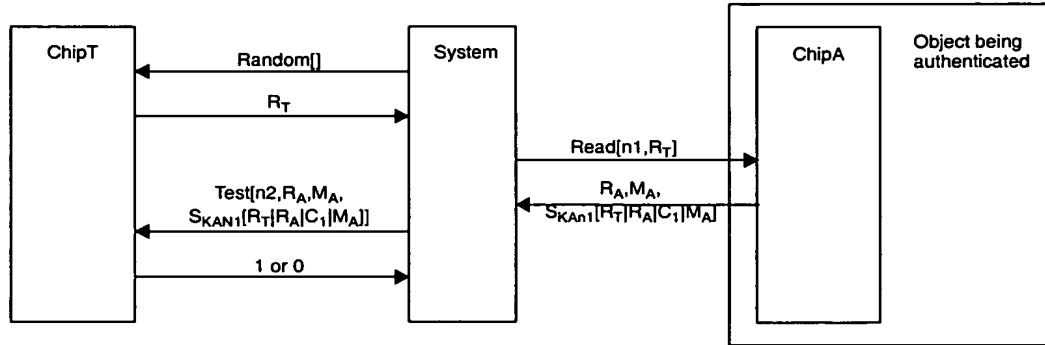 ChipT
System
ChipA
Object being
authenticated
Random[]
R_T
Read[n1,R_T]
Test[n2,R_A,M_A,
S_KAN1[R_T|R_A|C_1|M_A]]
R_A,M_A,
S_KAn1[R_T|R_A|C_1|M_A]
1 or 0